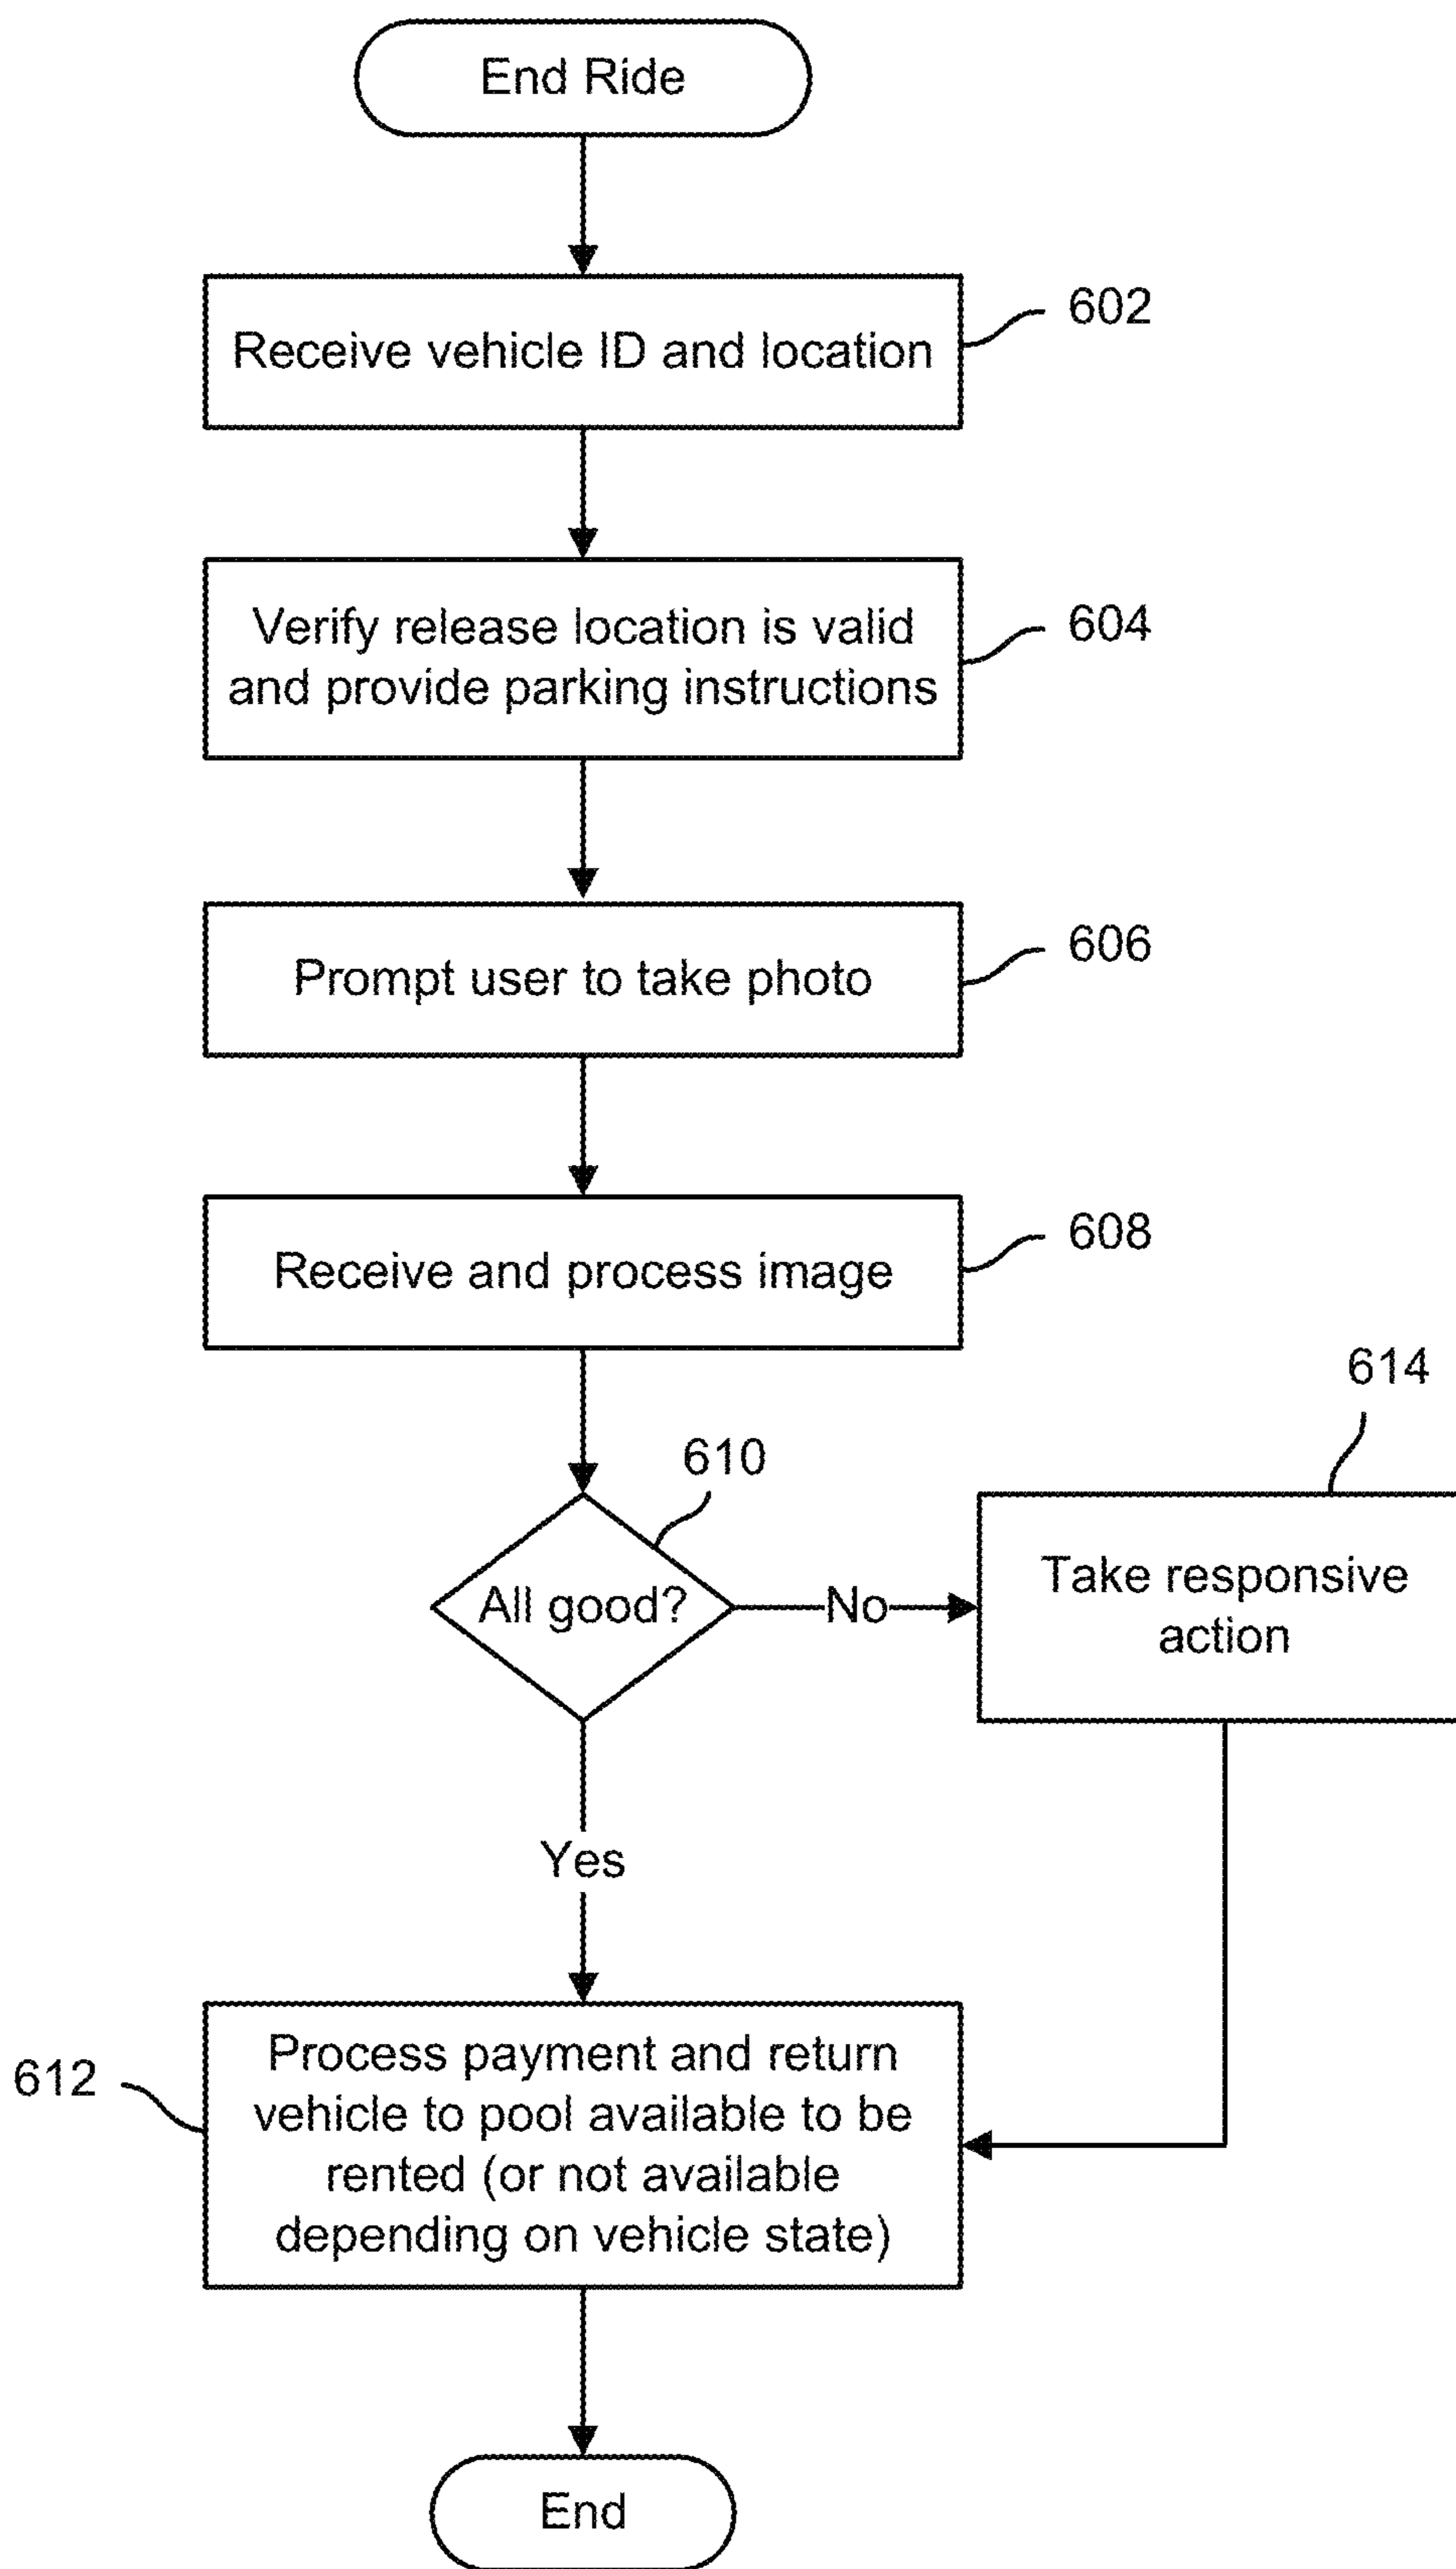 End Ride
Receive vehicle ID and location
602
Verify release location is valid
and provide parking instructions
604
Prompt user to take photo
606
Receive and process image
608
614
610
All good?
No
Take responsive
action
Yes
612
Process payment and return
vehicle to pool available to be
rented (or not available
depending on vehicle state)
End